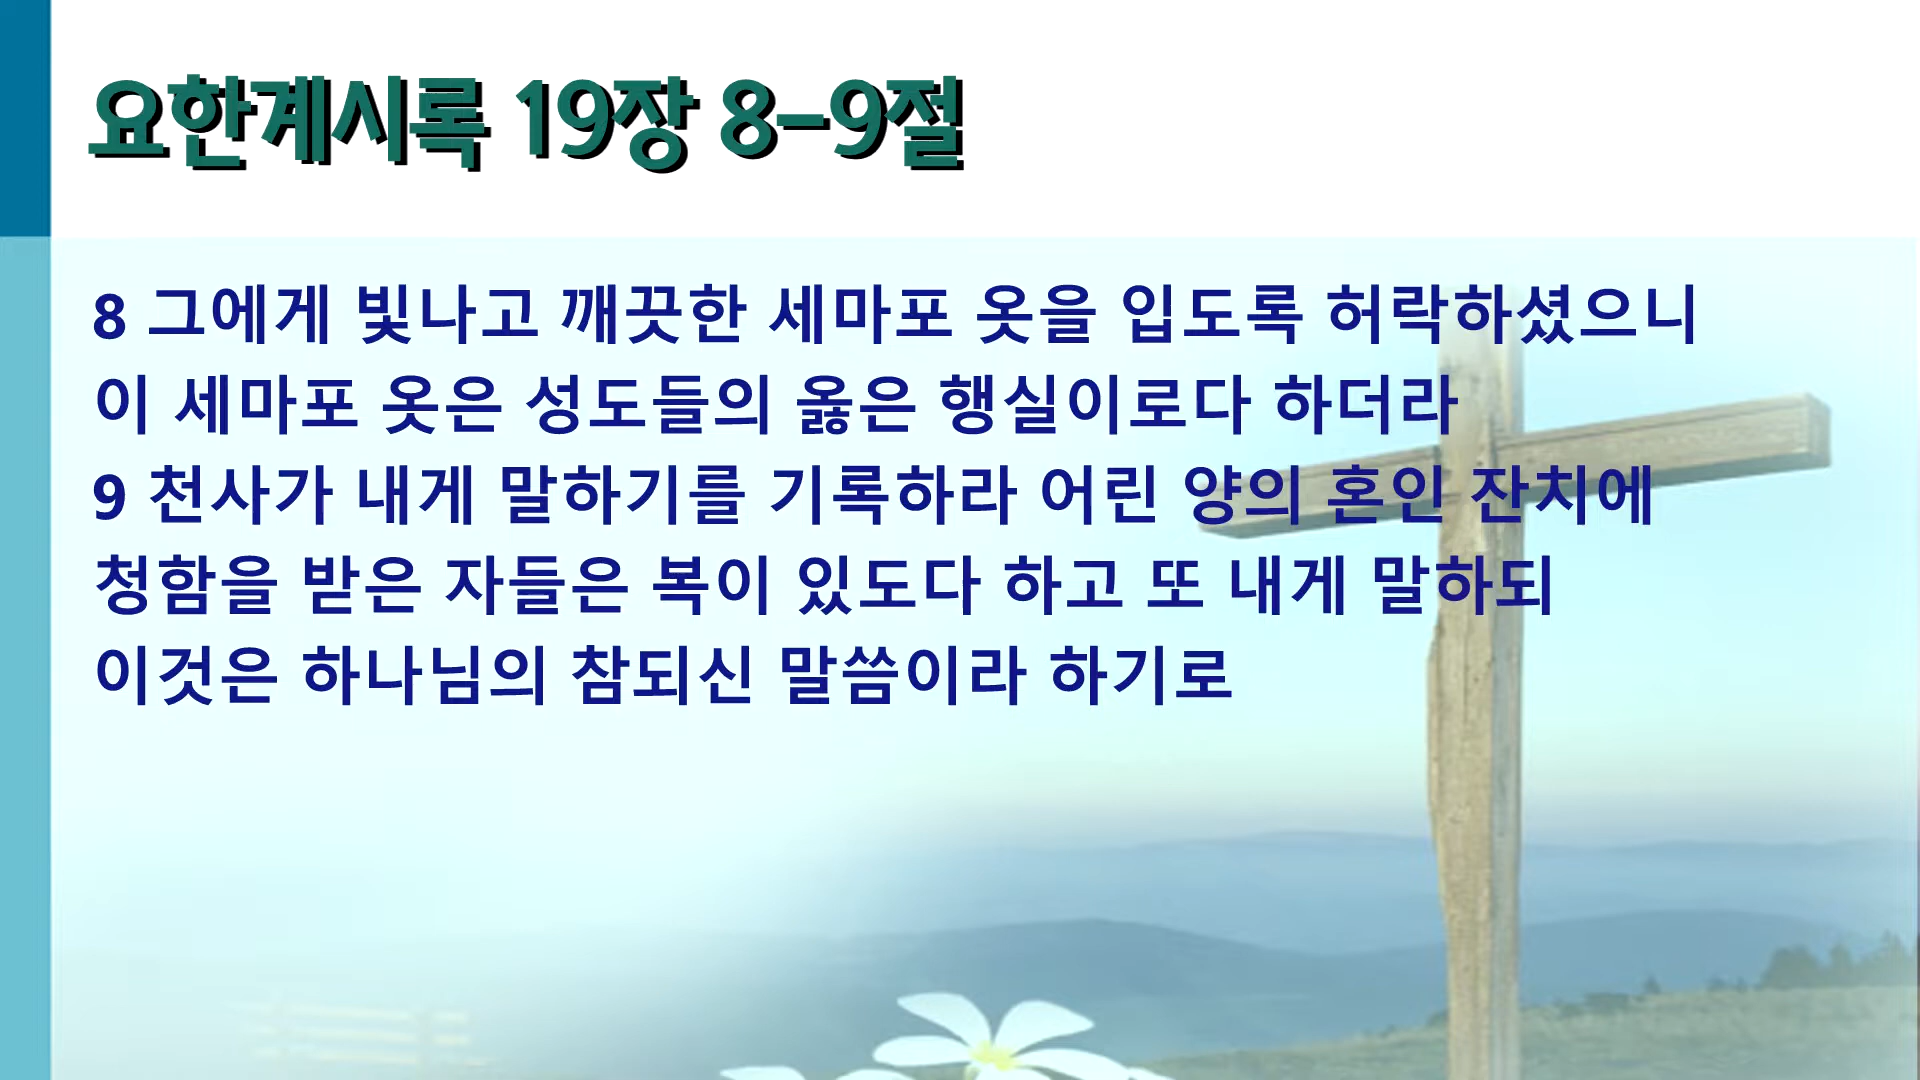 요한계시록 19장 8-9절
8 그에게 빛나고 깨끗한 세마포 옷을 입도록 허락하셨으니
이 세마포 옷은 성도들의 옳은 행실이로다 하더라
9 천사가 내게 말하기를 기록하라 어린 양의 혼인 잔치에
청함을 받은 자들은 복이 있도다 하고 또 내게 말하되
이것은 하나님의 참되신 말씀이라 하기로